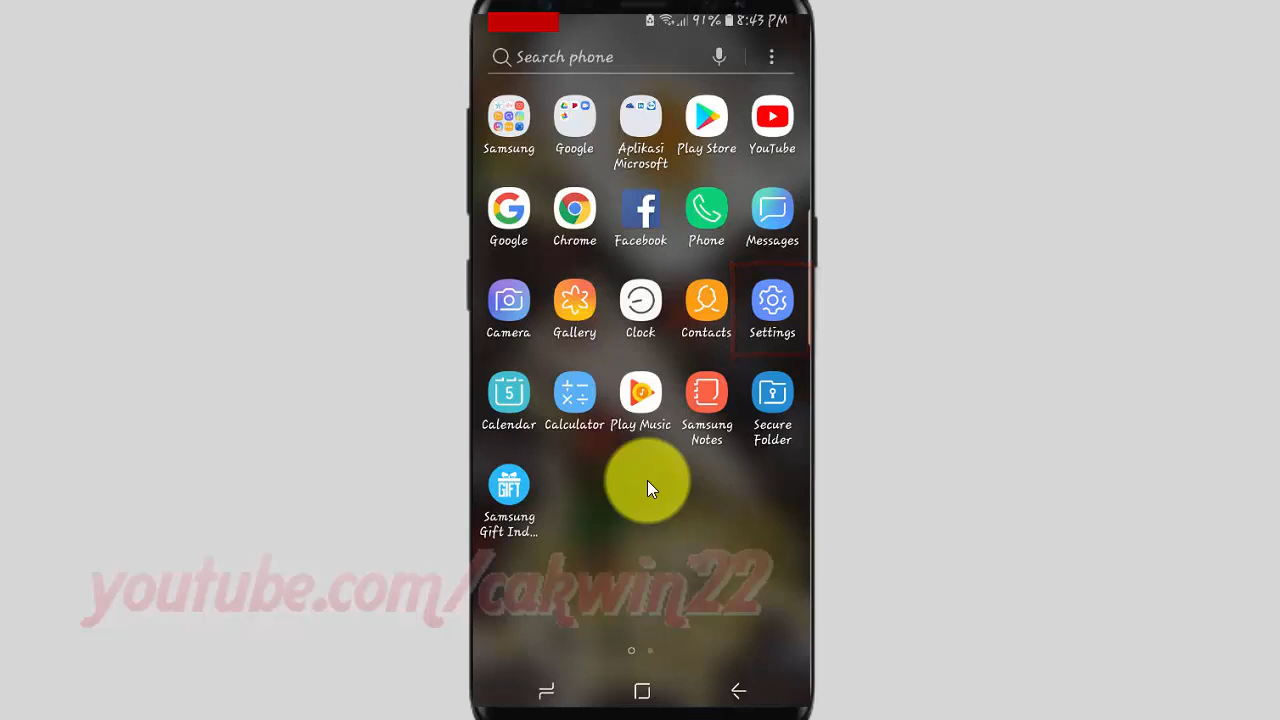 91% 8:43 PM
Search phone
Samsung Google Aplikasi Microsoft Play Store YouTube
Google Chrome Facebook Phone Messages
Camera Gallery Clock Contacts Settings
5
Calendar Calculator Play Music Samsung Notes Secure Folder
GIFT
Samsung Gift Ind...
youtube.com/cakwin22